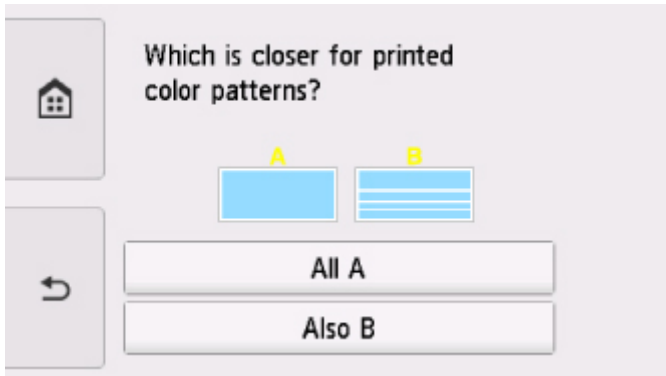 Which is closer for printed
color patterns?
A B
All A
Also B